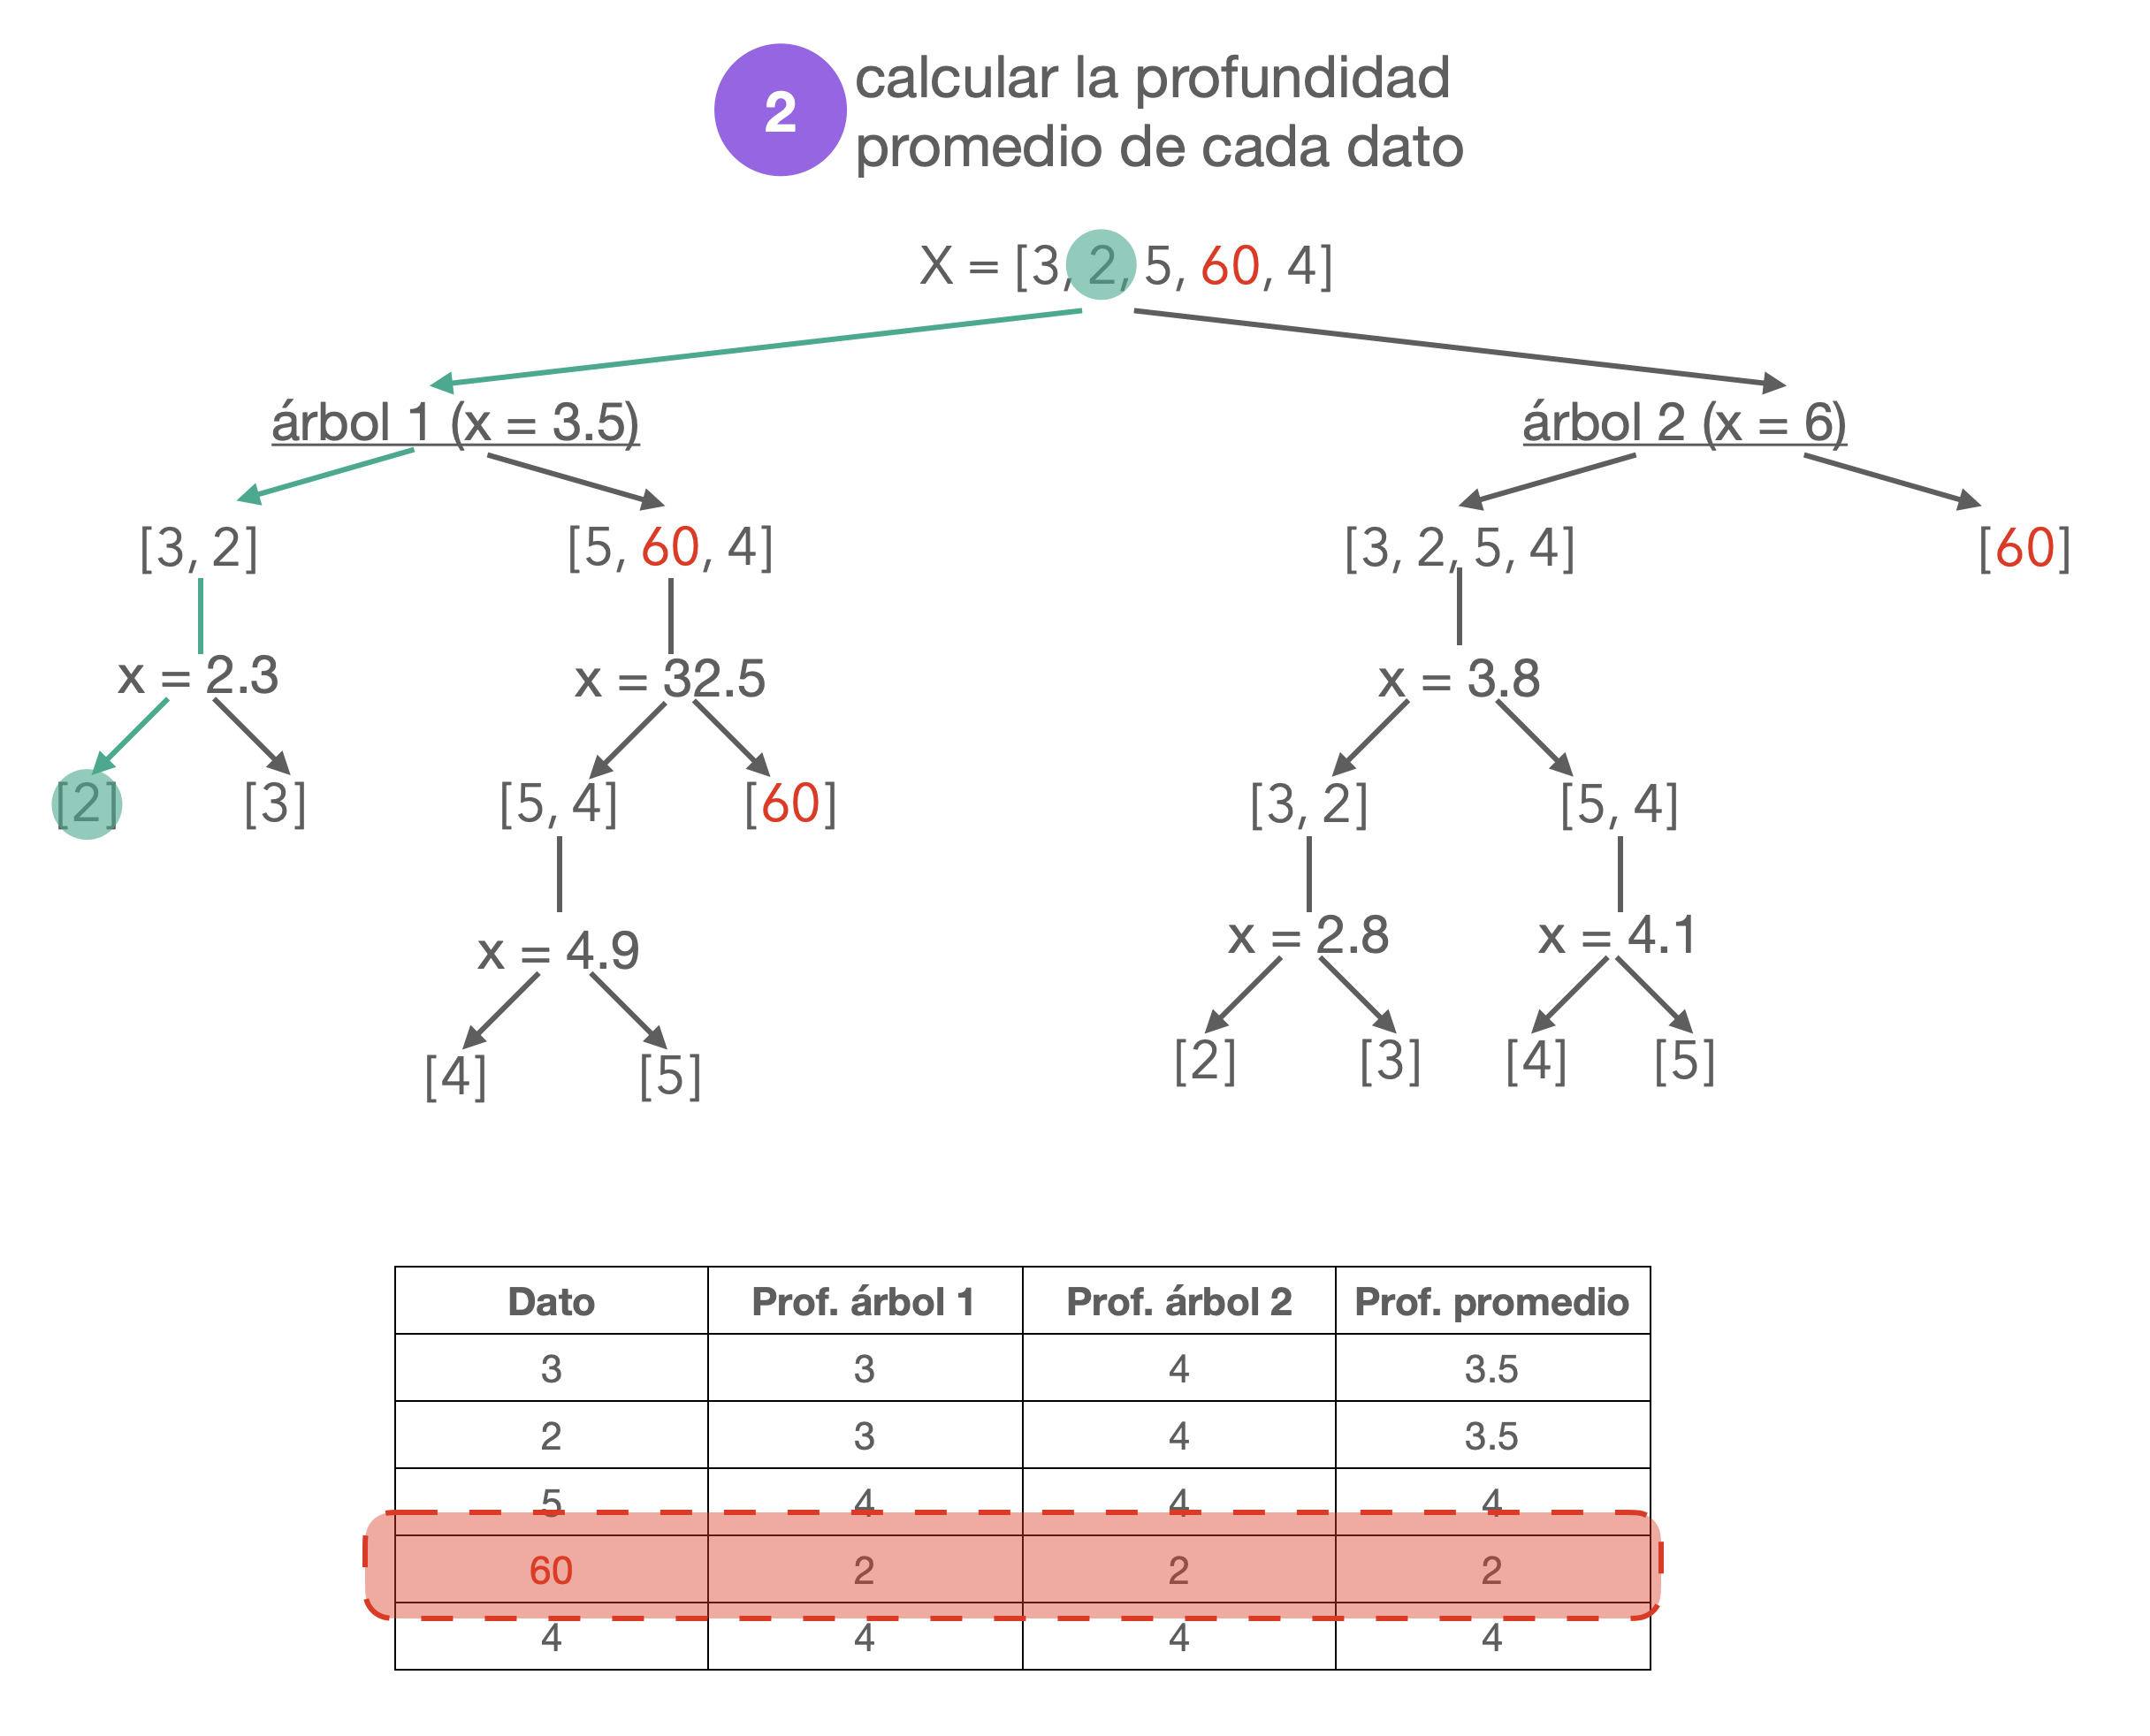 2
calcular la profundidad
promedio de cada dato
X = [3, 2, 5, 60, 4]
árbol 1 (x = 3.5)
árbol 2 (x = 6)
[3, 2]
[5, 60, 4]
[3, 2, 5, 4]
[60]
x = 2.3
x = 32.5
x = 3.8
[2]
[3]
[5, 4]
[60]
[3, 2]
[5, 4]
x = 4.9
x = 2.8
x = 4.1
[4]
[5]
[2]
[3]
[4]
[5]
Dato Prof. árbol 1 Prof. árbol 2 Prof. promedio
3 3 4 3.5
2 3 4 3.5
5 4 4 4
60 2 2 2
4 4 4 4